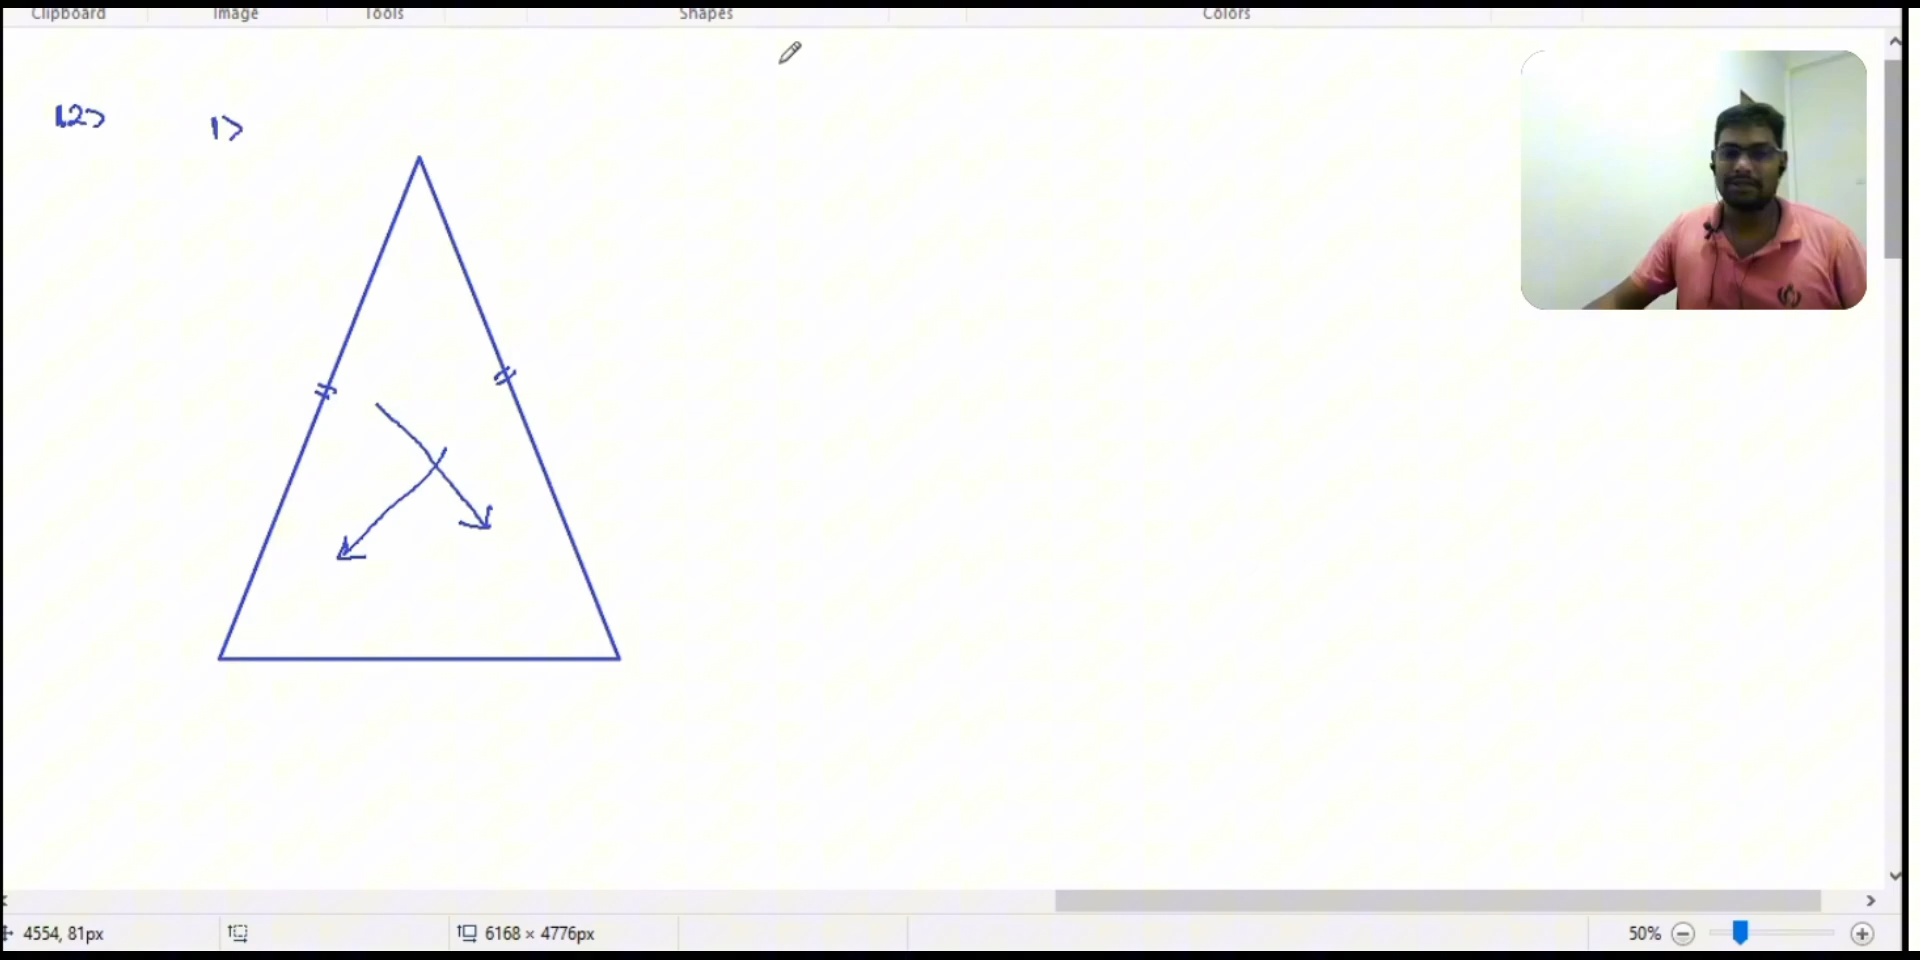 Clipboard Image Tools Shapes Colors
12> 1>
4554, 81px 6168 × 4776px 50%